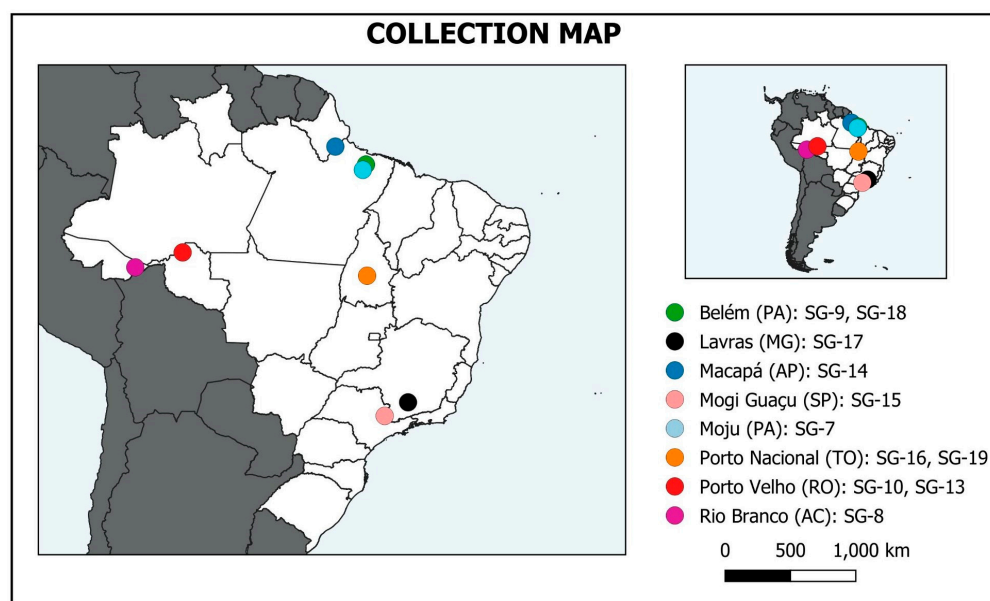 COLLECTION MAP
Belém (PA): SG-9, SG-18
Lavras (MG): SG-17
Macapá (AP): SG-14
Mogi Guaçu (SP): SG-15
Moju (PA): SG-7
Porto Nacional (TO): SG-16, SG-19
Porto Velho (RO): SG-10, SG-13
Rio Branco (AC): SG-8
0 500 1,000 km